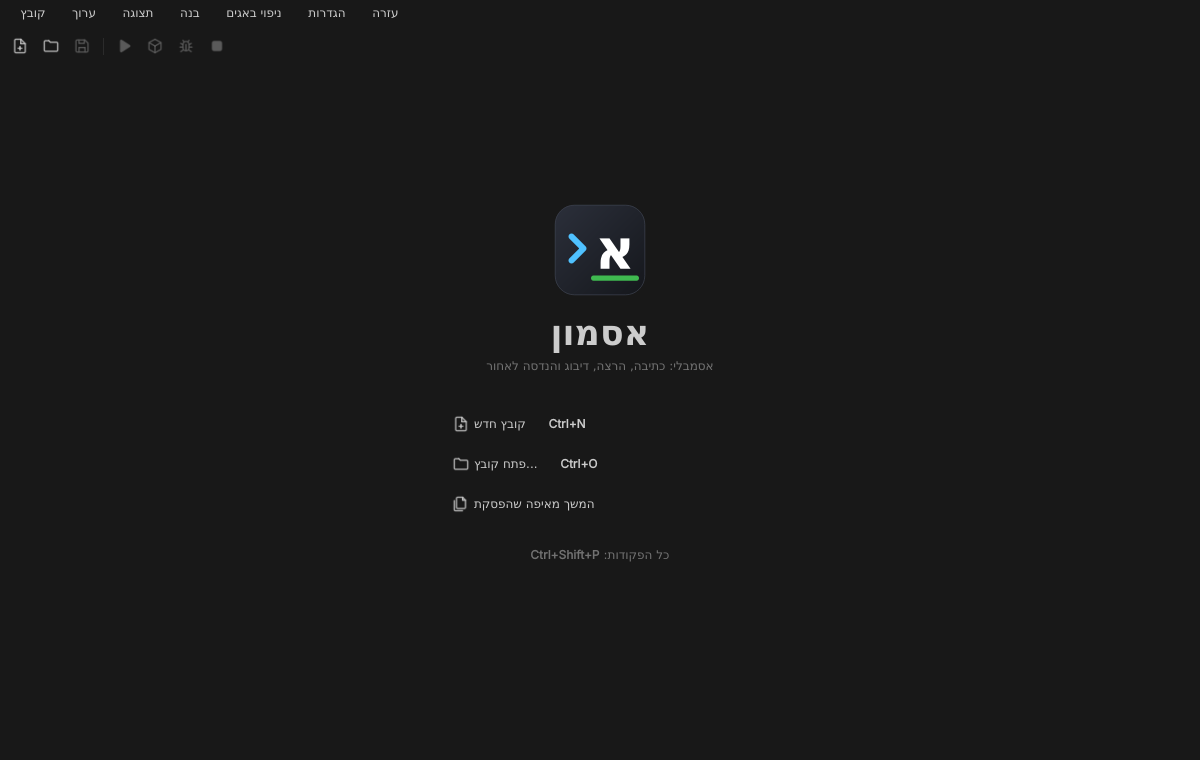 קובץ ערוך תצוגה בנה ניפוי באגים הגדרות עזרה
א
אסמון
אסמבלי: כתיבה, הרצה, דיבוג והנדסה לאחור
קובץ חדש Ctrl+N
פתח קובץ... Ctrl+O
המשך מאיפה שהפסקת
כל הפקודות: Ctrl+Shift+P